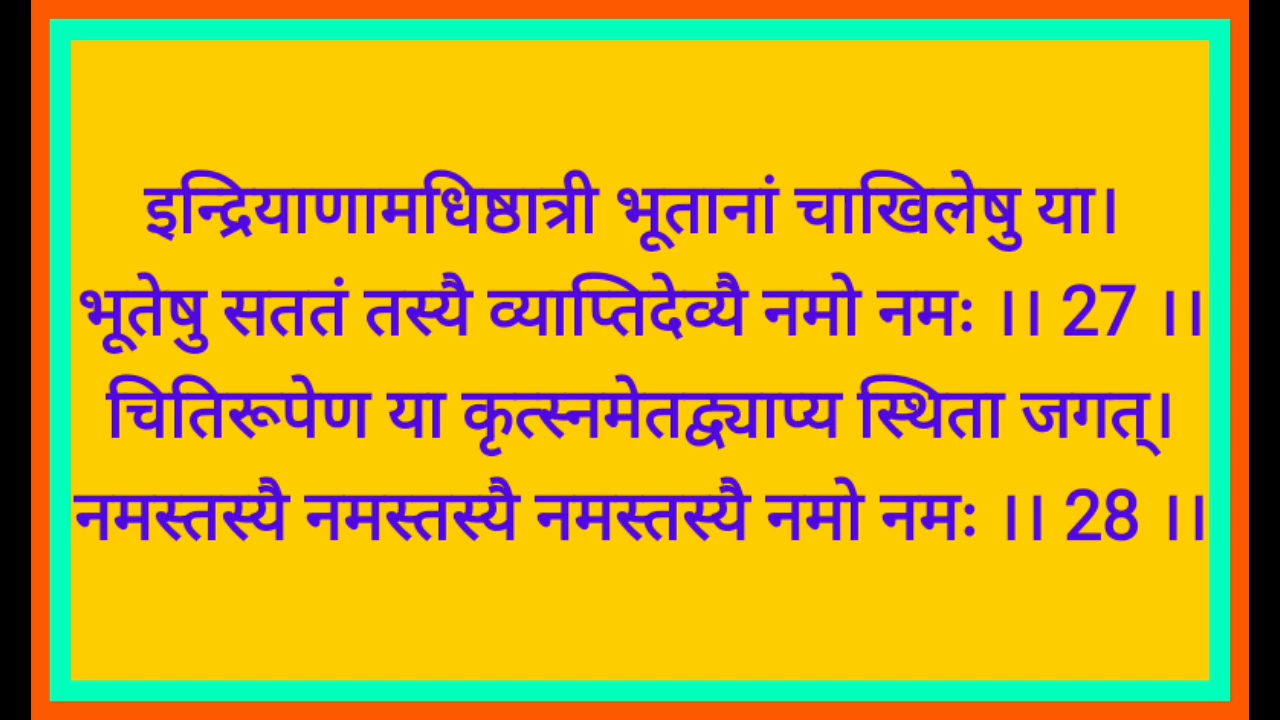 इन्द्रियाणामधिष्ठात्री भूतानां चाखिलेषु या।
भूतेषु सततं तस्यै व्याप्तिदेव्यै नमो नमः ।। 27 ।।
चितिरूपेण या कृत्स्नमेतद्व्याप्य स्थिता जगत्।
नमस्तस्यै नमस्तस्यै नमस्तस्यै नमो नमः ।। 28 ।।